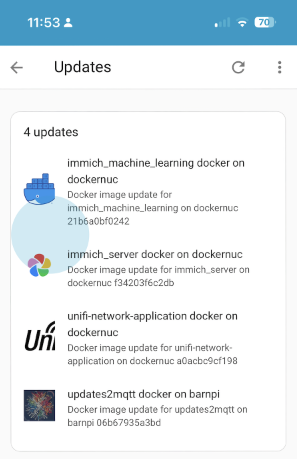 11:53
70
Updates
4 updates
immich_machine_learning docker on
dockernuc
Docker image update for
immich_machine_learning on dockernuc
21b6a0bf0242
immich_server docker on dockernuc
Docker image update for immich_server on
dockernuc f34203f6c2db
unifi-network-application docker on
dockernuc
Docker image update for unifi-network-
application on dockernuc a0acbc9cf198
Uni
updates2mqtt docker on barnpi
Docker image update for updates2mqtt on
barnpi 06b67935a3bd